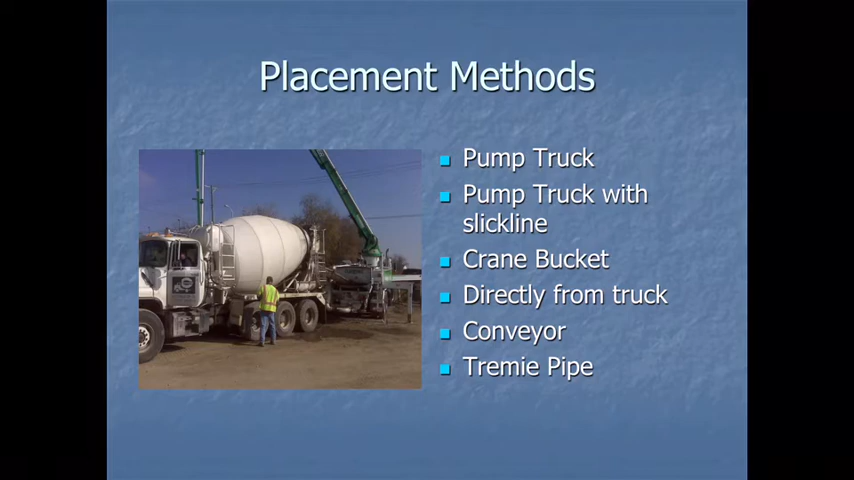 Placement Methods
Pump Truck
Pump Truck with
slickline
Crane Bucket
Directly from truck
Conveyor
Tremie Pipe